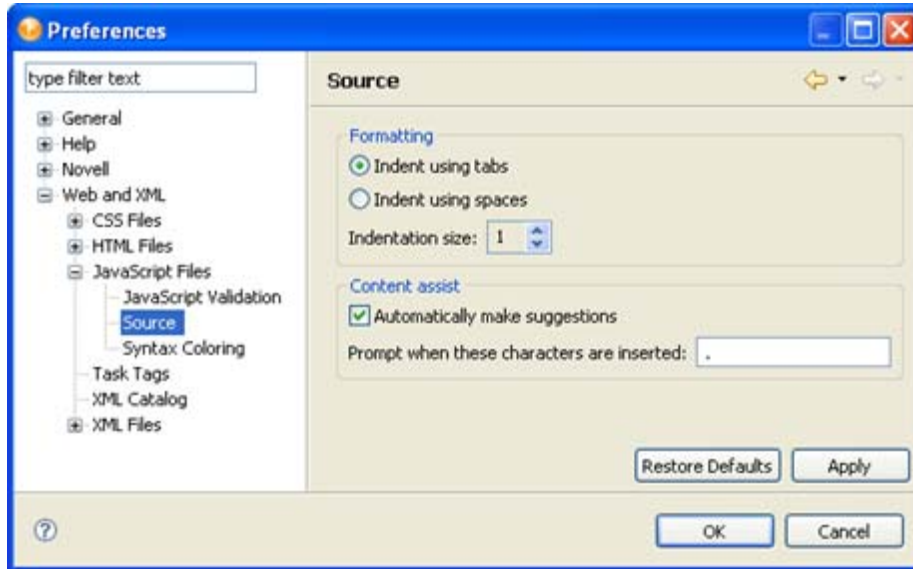 Preferences
type filter text
General
Help
Novell
Web and XML
CSS Files
HTML Files
JavaScript Files
JavaScript Validation
Source
Syntax Coloring
Task Tags
XML Catalog
XML Files
Source
Formatting
Indent using tabs
Indent using spaces
Indentation size: 1
Content assist
Automatically make suggestions
Prompt when these characters are inserted: .
Restore Defaults Apply
? OK Cancel